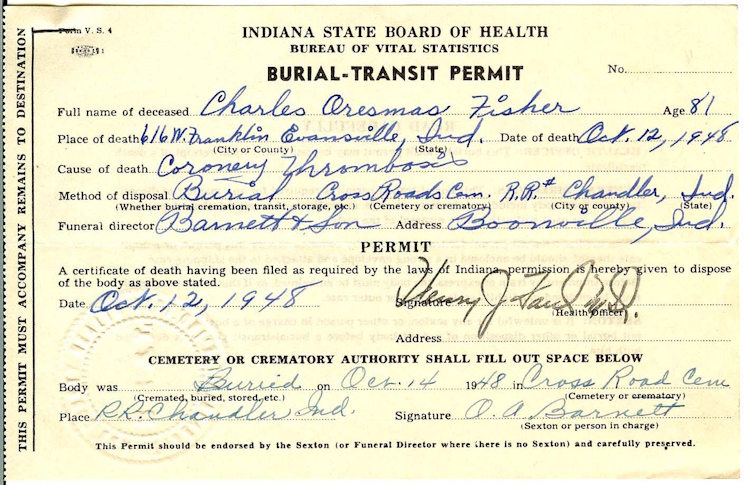 THIS PERMIT MUST ACCOMPANY REMAINS TO DESTINATION
Form V. S. 4
INDIANA STATE BOARD OF HEALTH
BUREAU OF VITAL STATISTICS
BURIAL-TRANSIT PERMIT
No.
Full name of deceased Charles Oresmas Fisher Age 81
Place of death 616 W. Franklin Evansville, Ind. Date of death Oct. 12, 1948
(City or County) (State)
Cause of death Coronery Thrombosis
Method of disposal Burial Cross Roads Cem. R.R.# Chandler, Ind.
(Whether burial cremation, transit, storage, etc.) (Cemetery or crematory) (City or county) (State)
Funeral director Barnett & Son Address Boonville, Ind.
PERMIT
A certificate of death having been filed as required by the laws of Indiana, permission is hereby given to dispose
of the body as above stated.
Date Oct. 12, 1948 Signature Henry J M.D.
(Health Officer)
Address
CEMETERY OR CREMATORY AUTHORITY SHALL FILL OUT SPACE BELOW
Body was Buried on Oct. 14 1948 in Cross Road Cem
(Cremated, buried, stored, etc.) (Cemetery or crematory)
Place R.R. Chandler Ind. Signature O. A. Barnett
(Sexton or person in charge)
This Permit should be endorsed by the Sexton (or Funeral Director where there is no Sexton) and carefully preserved.